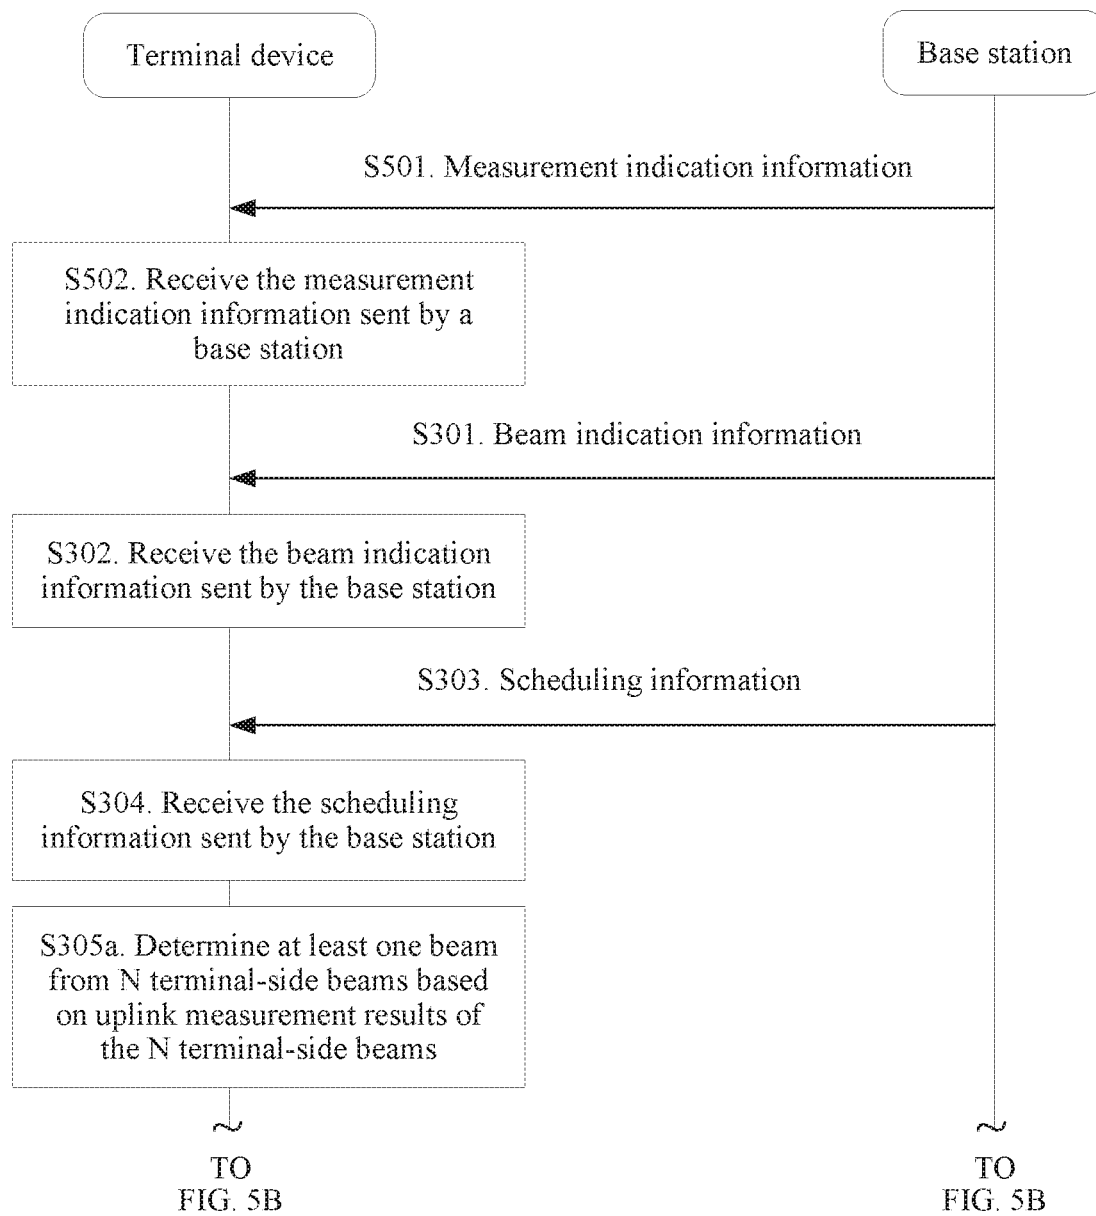 Terminal device
Base station
S501. Measurement indication information
S502. Receive the measurement
indication information sent by a
base station
S301. Beam indication information
S302. Receive the beam indication
information sent by the base station
S303. Scheduling information
S304. Receive the scheduling
information sent by the base station
S305a. Determine at least one beam
from N terminal-side beams based
on uplink measurement results of
the N terminal-side beams
TO
FIG. 5B
TO
FIG. 5B